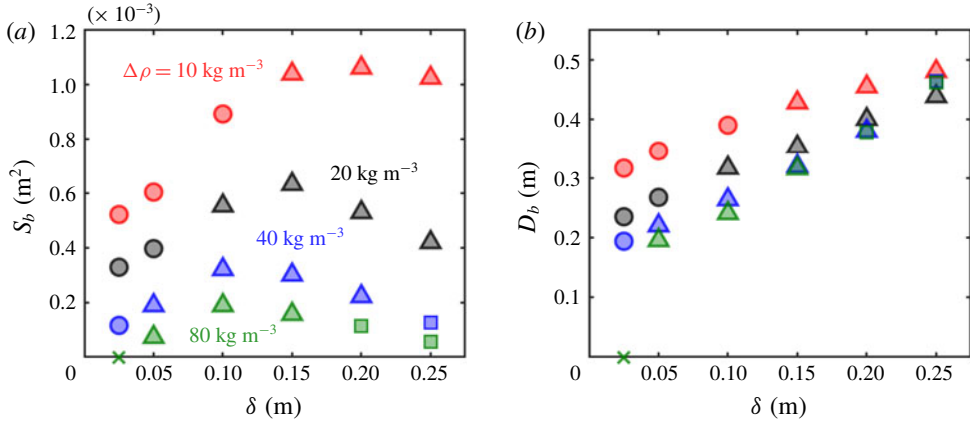 (a)
(× 10⁻³)
1.2
1.0
0.8
0.6
0.4
0.2
0
S_b (m²)
Δρ = 10 kg m⁻³
20 kg m⁻³
40 kg m⁻³
80 kg m⁻³
0.05 0.10 0.15 0.20 0.25
δ (m)
(b)
0.5
0.4
0.3
0.2
0.1
0
D_b (m)
0.05 0.10 0.15 0.20 0.25
δ (m)